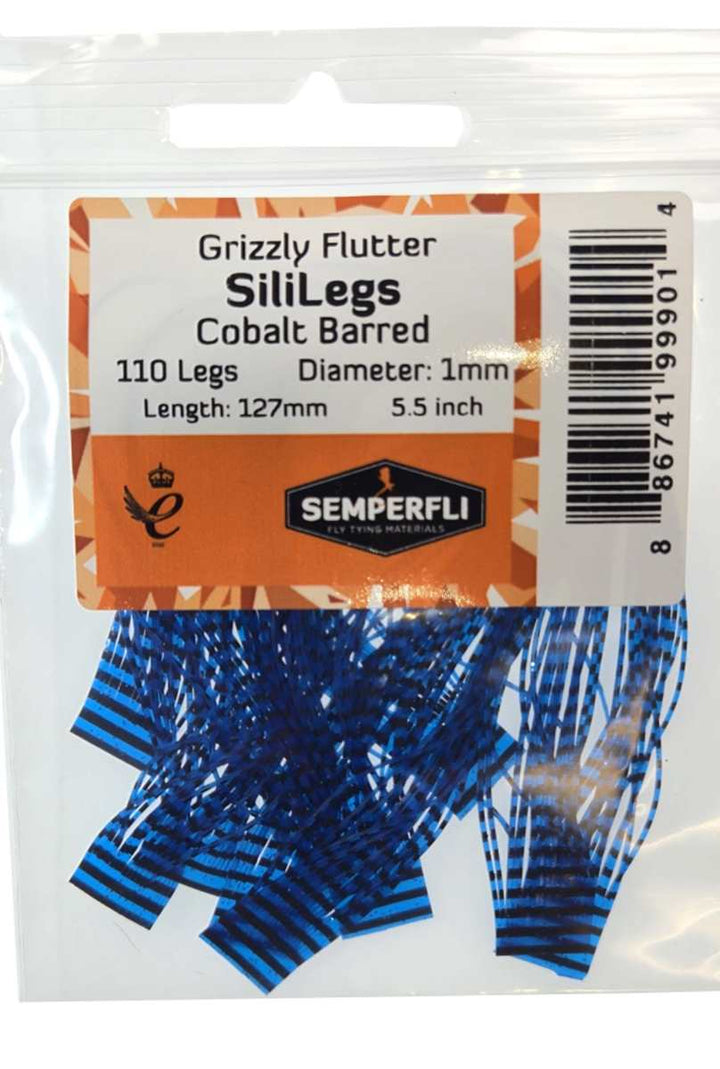 Grizzly Flutter
SiliLegs
Cobalt Barred
110 Legs Diameter: 1mm
Length: 127mm 5.5 inch
SEMPERFLI
FLY TYING MATERIALS
8 86741 99901 4